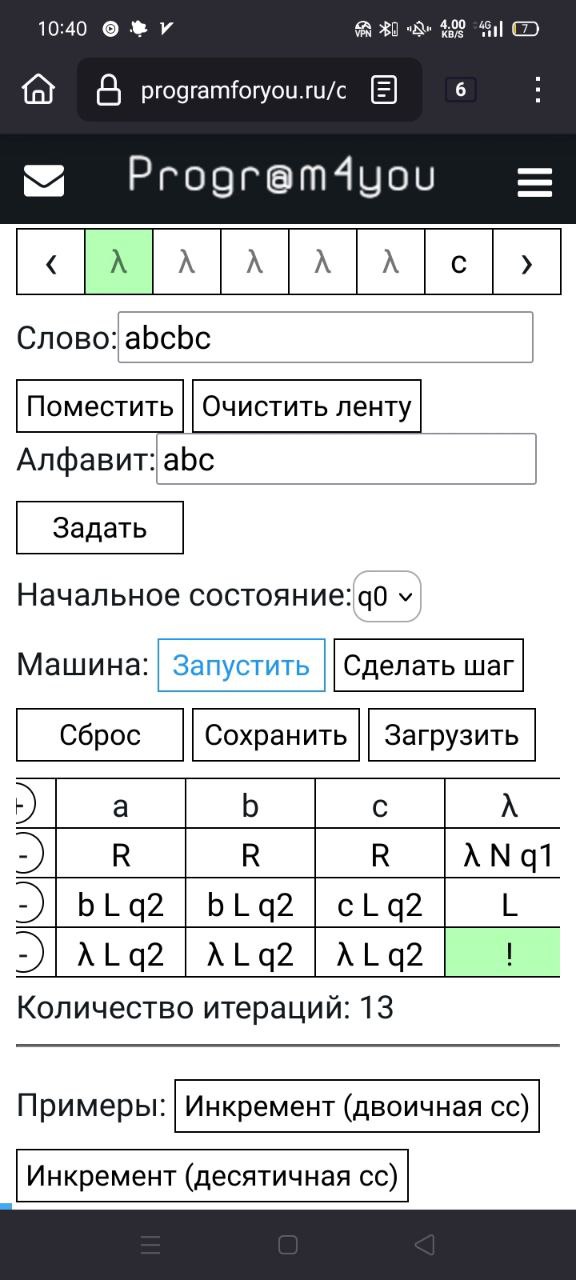 10:40 VPN 4.00 KB/S 4G 7
programforyou.ru/c 6
Progr@m4you
‹ λ λ λ λ λ c ›
Слово: abcbc
Поместить Очистить ленту
Алфавит: abc
Задать
Начальное состояние: q0
Машина: Запустить Сделать шаг
Сброс Сохранить Загрузить
+ a b c λ
- R R R λ N q1
- b L q2 b L q2 c L q2 L
- λ L q2 λ L q2 λ L q2 !
Количество итераций: 13
Примеры: Инкремент (двоичная сс)
Инкремент (десятичная сс)